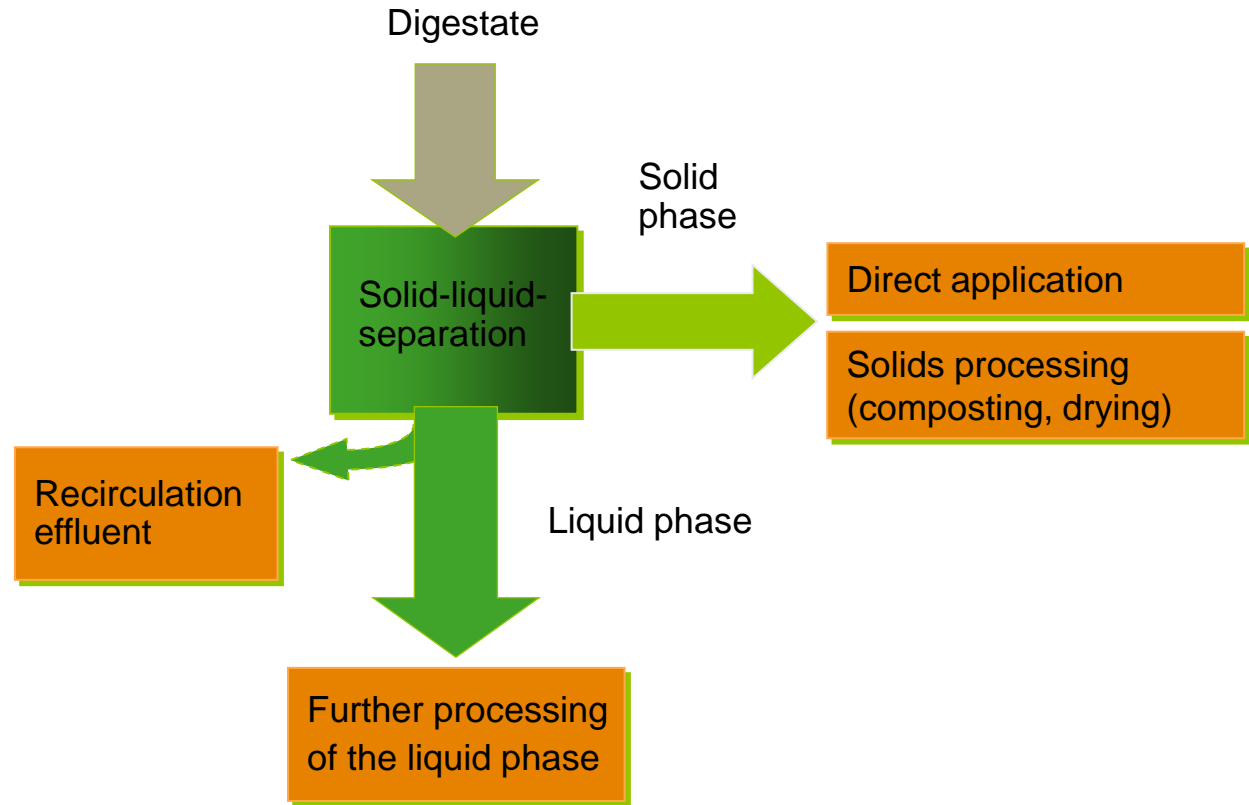 Digestate
Solid
phase
Solid-liquid-
separation
Direct application
Solids processing
(composting, drying)
Recirculation
effluent
Liquid phase
Further processing
of the liquid phase